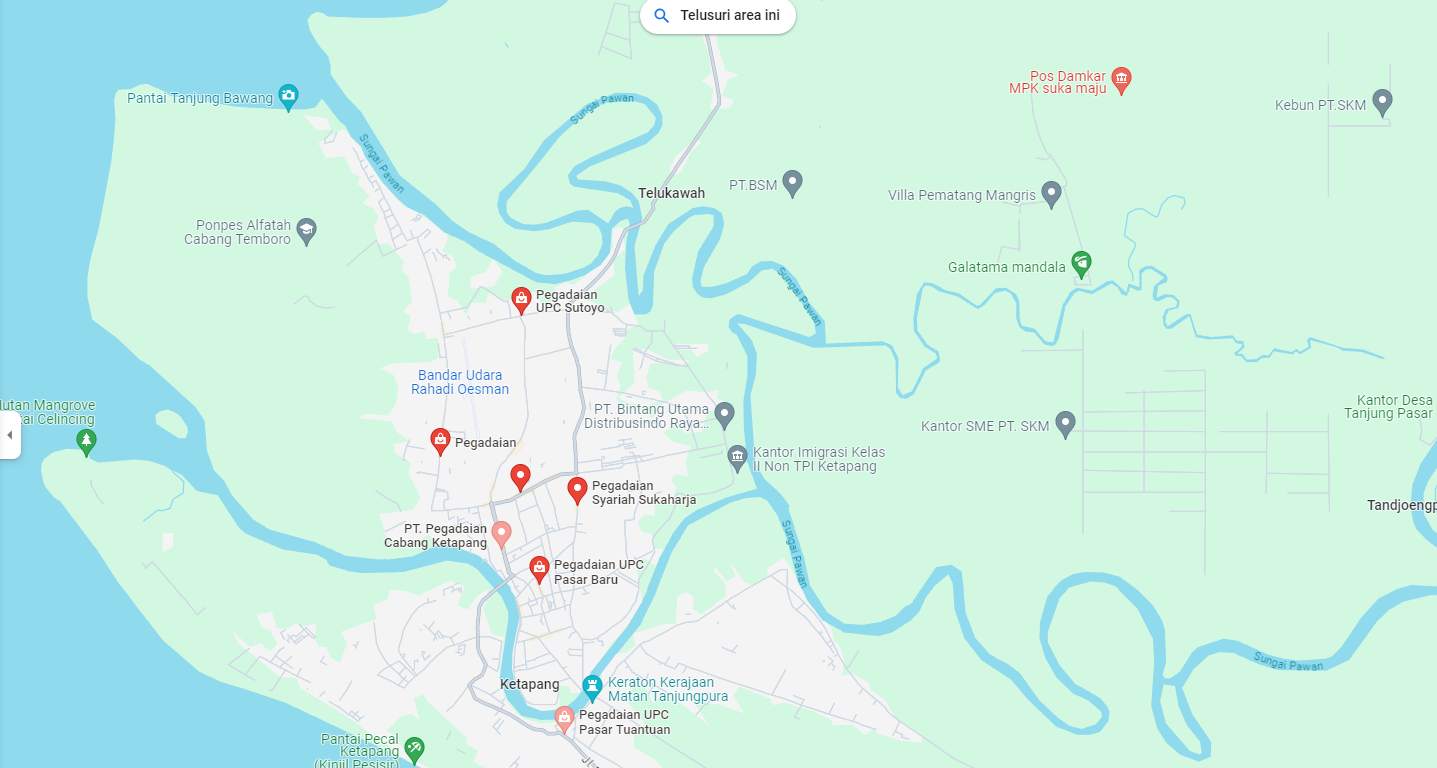 Telusuri area ini
Pos Damkar
MPK suka maju
Pantai Tanjung Bawang
Sungai Pawan
Kebun PT.SKM
Sungai Pawan
Telukawah
PT.BSM
Villa Pematang Mangris
Ponpes Alfatah
Cabang Temboro
Galatama mandala
Sungai Pawan
Pegadaian
UPC Sutoyo
Bandar Udara
Rahadi Oesman
Mangrove
Celincing
PT. Bintang Utama
Distribusindo Raya...
Kantor Desa
Tanjung Pasar
Kantor SME PT. SKM
Pegadaian
Kantor Imigrasi Kelas
II Non TPI Ketapang
Pegadaian
Syariah Sukaharja
Tandjoengp
PT. Pegadaian
Cabang Ketapang
Sungai Pawan
Pegadaian UPC
Pasar Baru
Sungai Pawan
Ketapang
Keraton Kerajaan
Matan Tanjungpura
Pegadaian UPC
Pasar Tuantuan
Pantai Pecal
Ketapang
(Kinjil Pesisir)